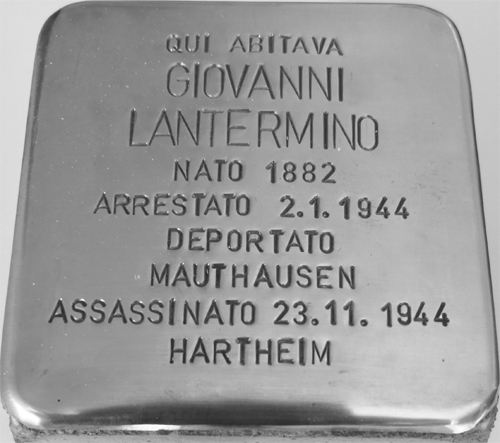 QUI ABITAVA
GIOVANNI
LANTERMINO
NATO 1882
ARRESTATO 2.1.1944
DEPORTATO
MAUTHAUSEN
ASSASSINATO 23.11.1944
HARTHEIM